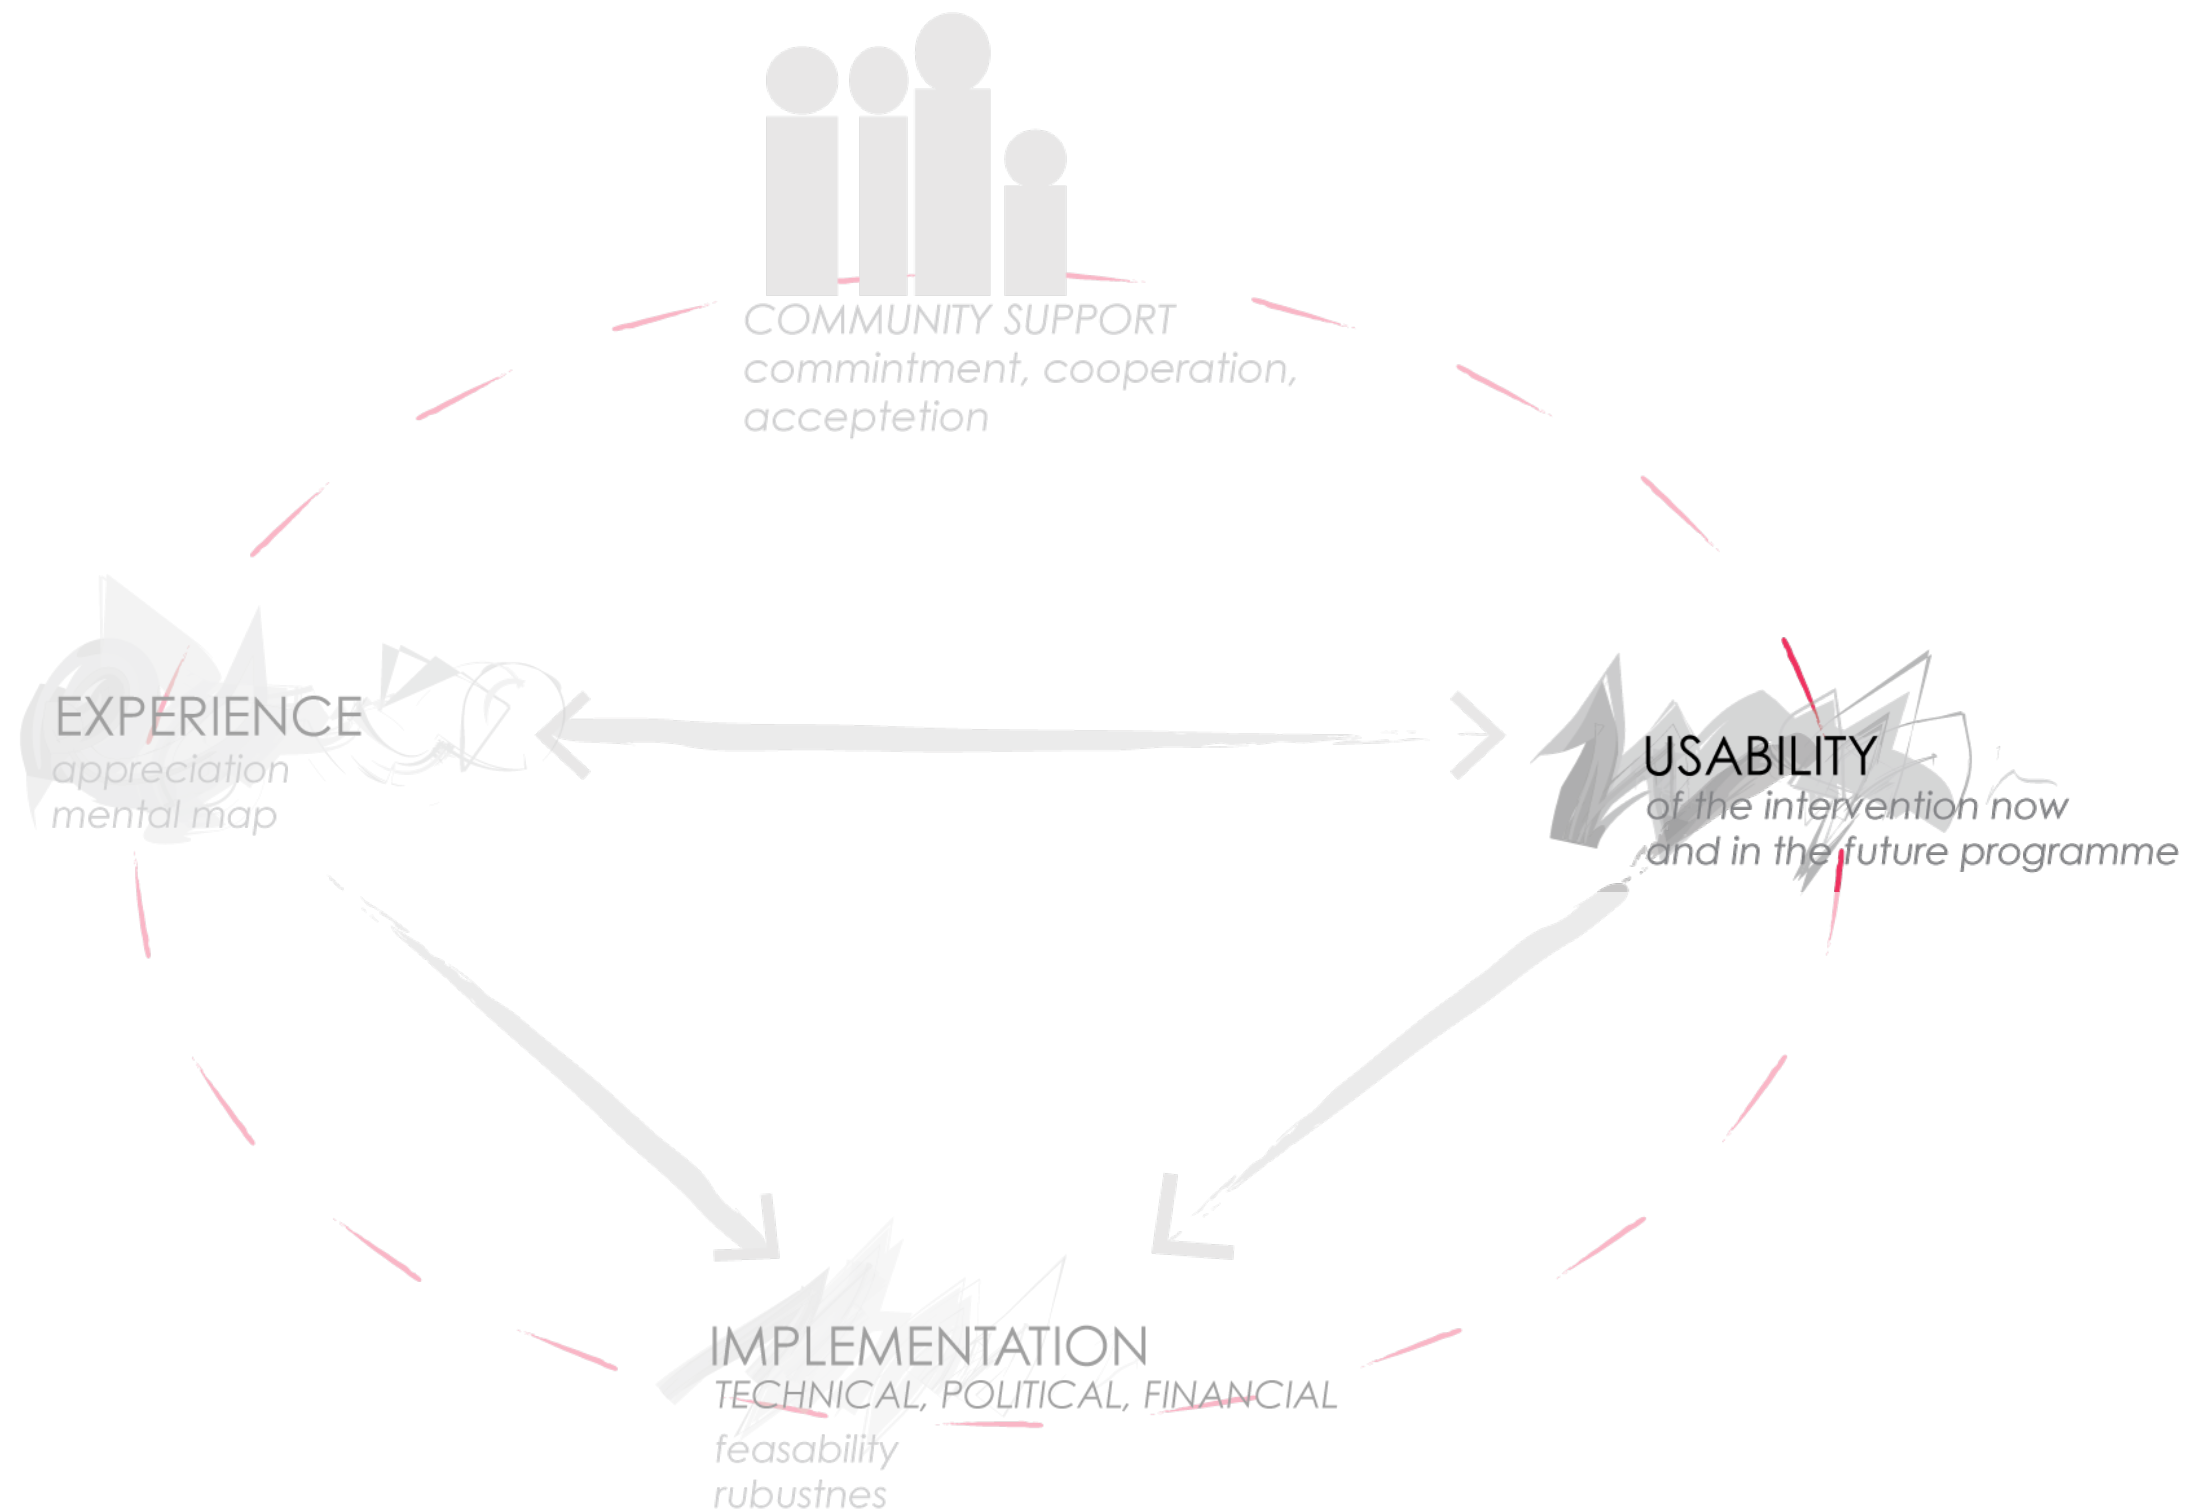 COMMUNITY SUPPORT
commintment, cooperation,
acceptetion
EXPERIENCE
appreciation
mental map
USABILITY
of the intervention now
and in the future programme
IMPLEMENTATION
TECHNICAL, POLITICAL, FINANCIAL
feasability
rubustnes